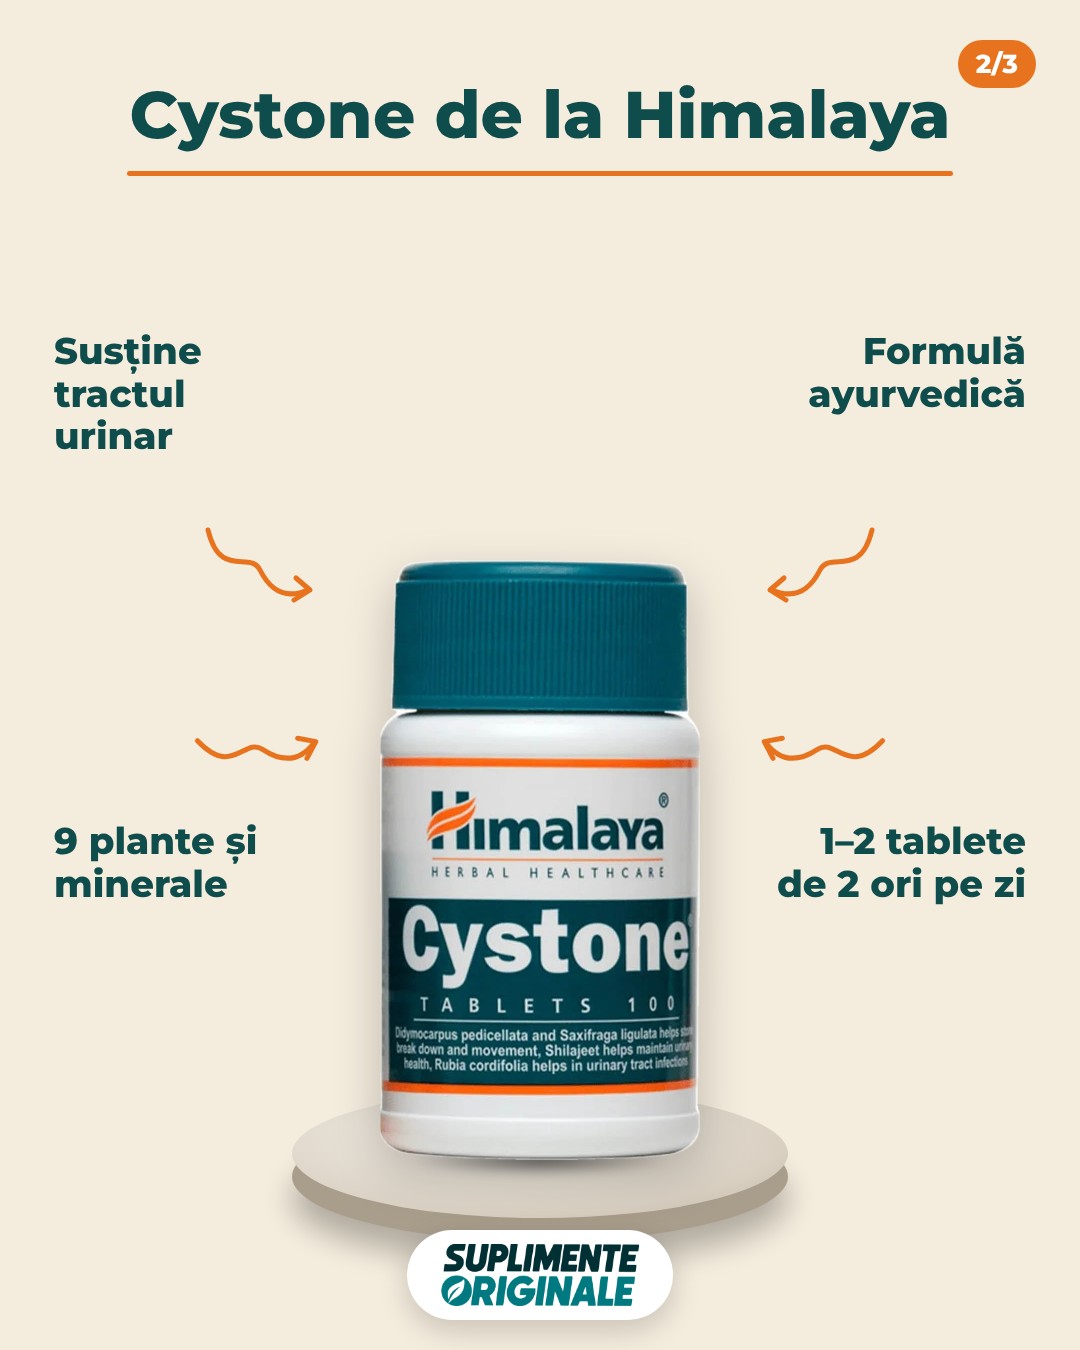 2/3
Cystone de la Himalaya
Susține
tractul
urinar
Formulă
ayurvedică
9 plante și
minerale
1–2 tablete
de 2 ori pe zi
Himalaya®
HERBAL HEALTHCARE
Cystone
TABLETS 100
Didymocarpus pedicellata and Saxifraga ligulata helps stone
break down and movement, Shilajeet helps maintain urinary
health, Rubia cordifolia helps in urinary tract infections
SUPLIMENTE
ORIGINALE